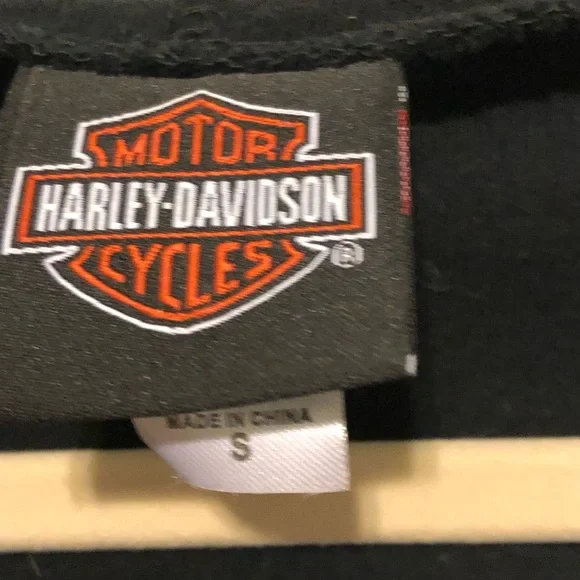 MOTOR
HARLEY-DAVIDSON
CYCLES
®
MADE IN CHINA
S